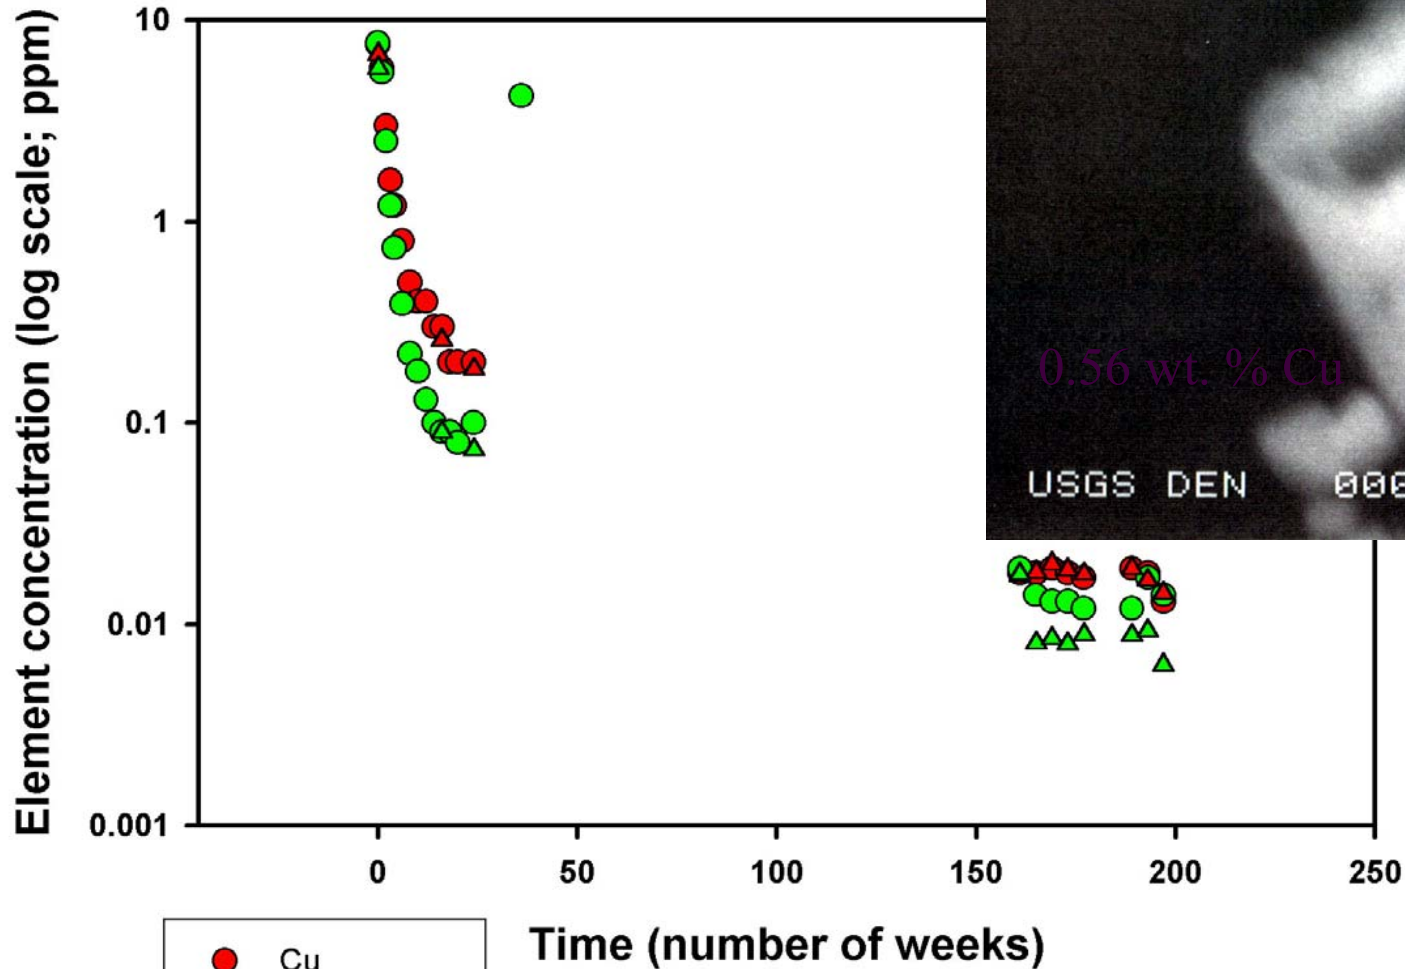 Element concentration (log scale; ppm)
10
1
0.1
0.01
0.001
0.56 wt. % Cu
USGS DEN 000
0 50 100 150 200 250
Time (number of weeks)
Cu